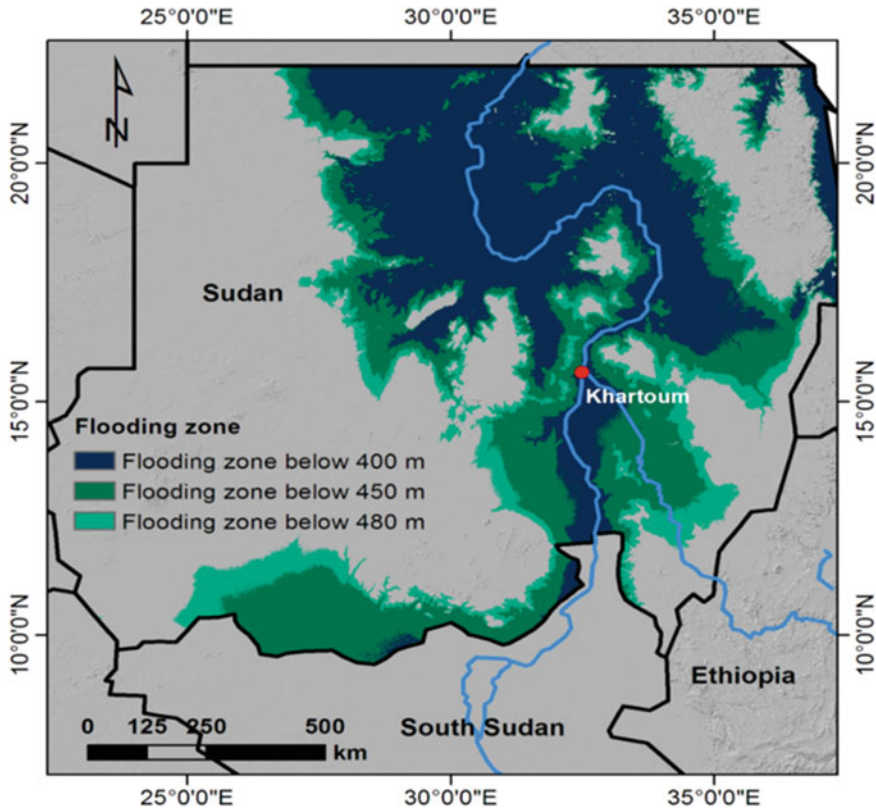 25°0'0"E 30°0'0"E 35°0'0"E
N
20°0'0"N 20°0'0"N
Sudan
15°0'0"N 15°0'0"N
Khartoum
Flooding zone
Flooding zone below 400 m
Flooding zone below 450 m
Flooding zone below 480 m
10°0'0"N 10°0'0"N
Ethiopia
South Sudan
0 125 250 500
km
25°0'0"E 30°0'0"E 35°0'0"E